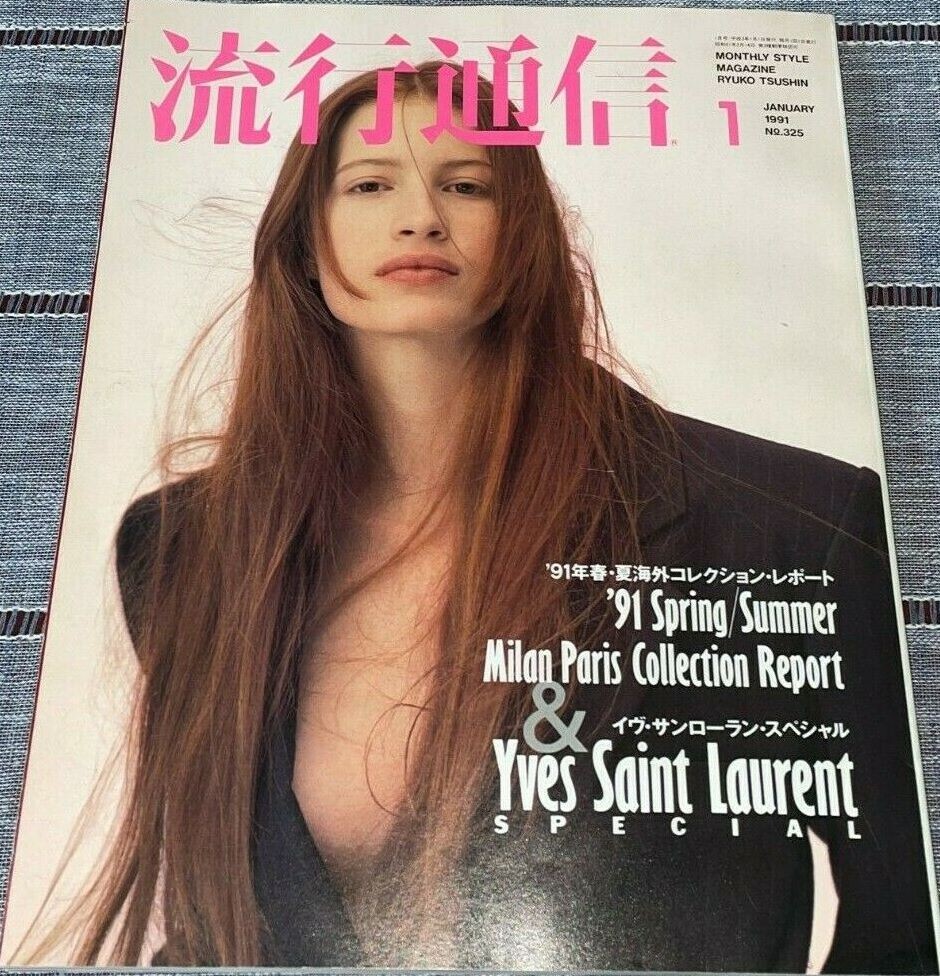 流行通信
1
MONTHLY STYLE
MAGAZINE
RYUKO TSUSHIN
JANUARY
1991
No.325
'91年春・夏海外コレクション・レポート
'91 Spring/Summer
Milan Paris Collection Report
&
イヴ・サンローラン・スペシャル
Yves Saint Laurent
SPECIAL